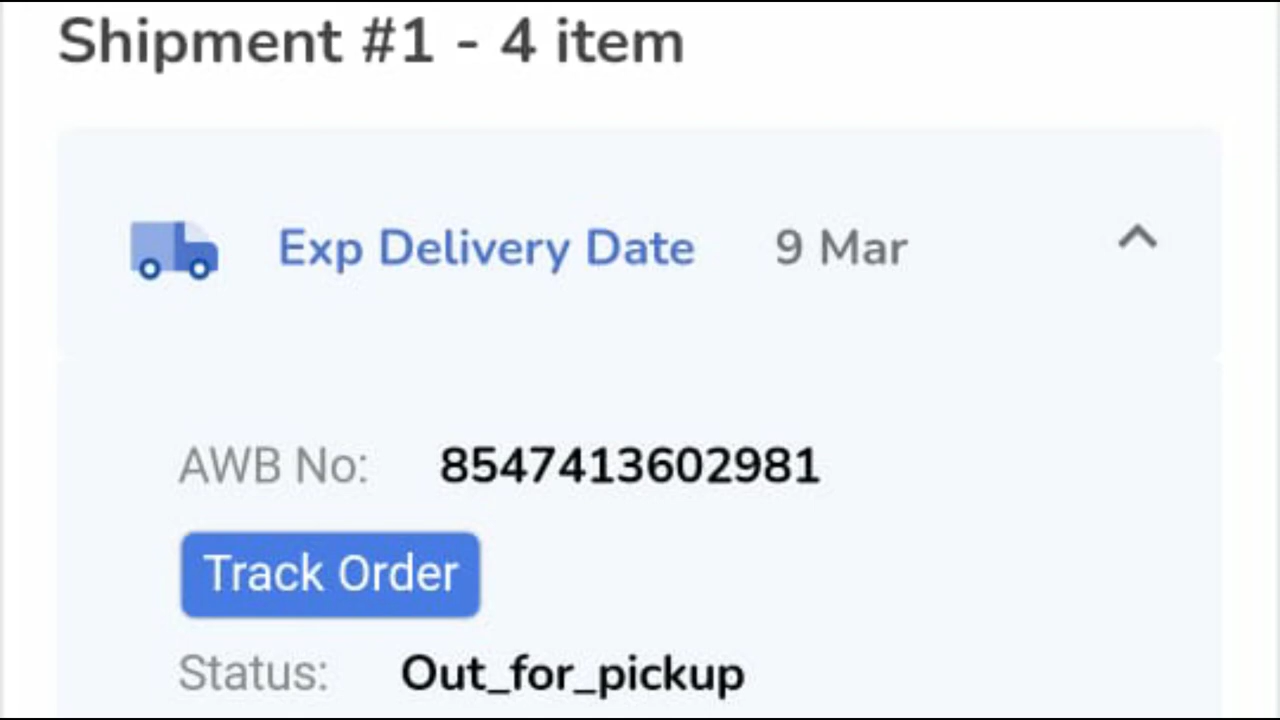 Shipment #1 - 4 item
Exp Delivery Date 9 Mar
AWB No: 8547413602981
Track Order
Status: Out_for_pickup